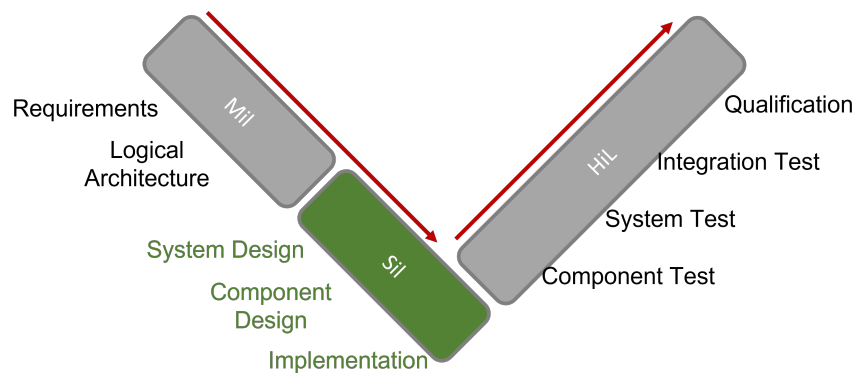 Mil
Requirements
Logical
Architecture
Sil
System Design
Component
Design
Implementation
HiL
Qualification
Integration Test
System Test
Component Test